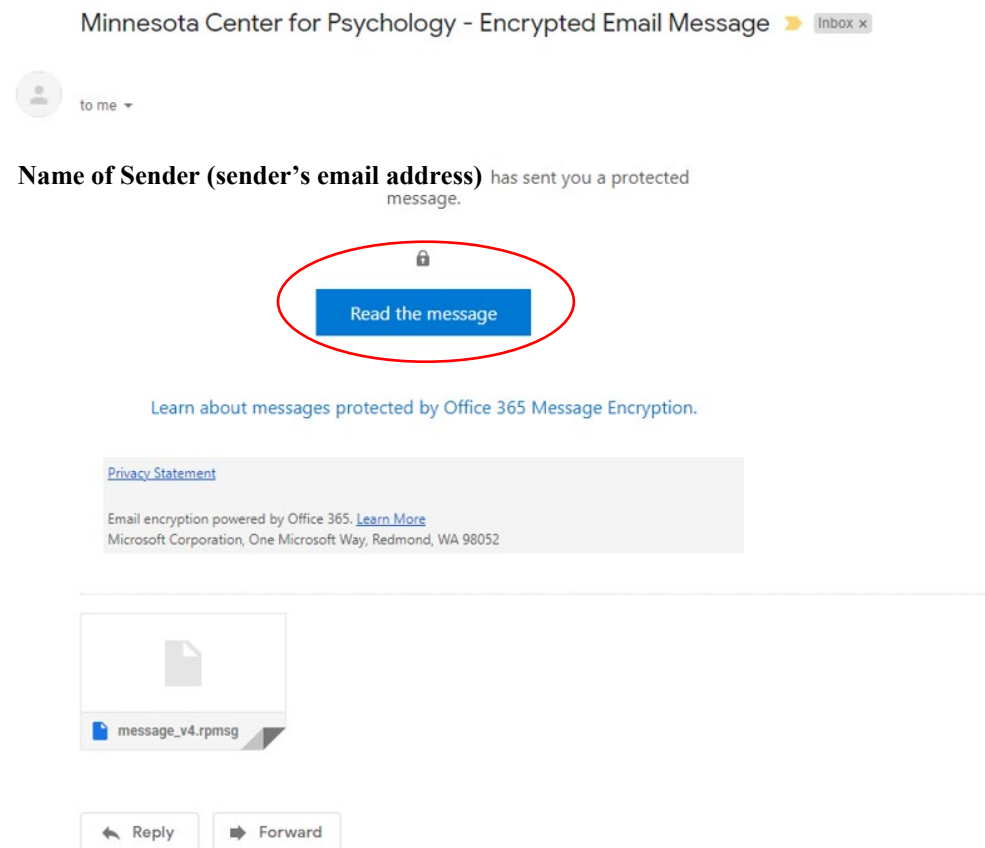 Minnesota Center for Psychology - Encrypted Email Message Inbox x
to me
Name of Sender (sender’s email address) has sent you a protected
message.
Read the message
Learn about messages protected by Office 365 Message Encryption.
Privacy Statement
Email encryption powered by Office 365. Learn More
Microsoft Corporation, One Microsoft Way, Redmond, WA 98052
message_v4.rpmsg
Reply Forward